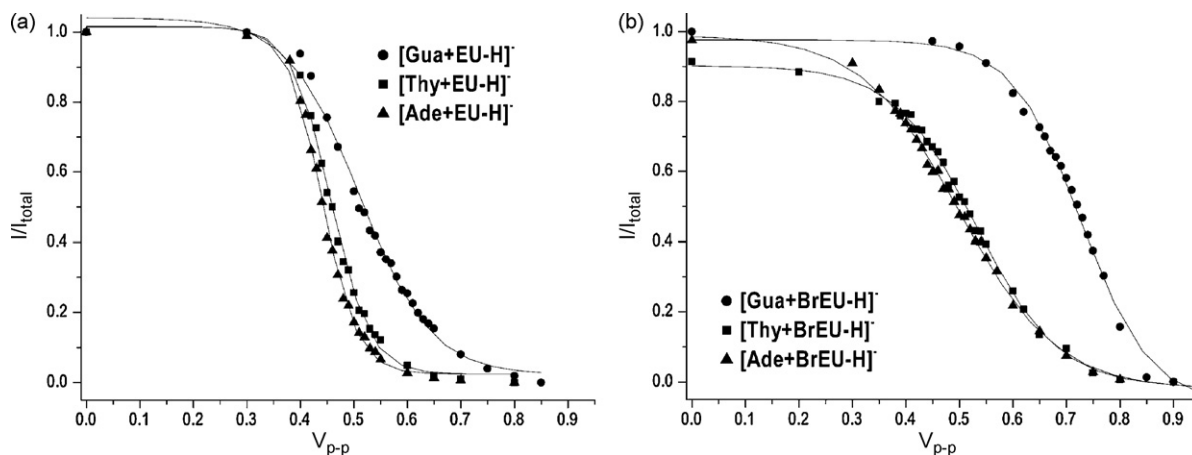 (a)
I/I_total
1.0
0.8
0.6
0.4
0.2
0.0
[Gua+EU-H]⁻
[Thy+EU-H]⁻
[Ade+EU-H]⁻
0.0 0.1 0.2 0.3 0.4 0.5 0.6 0.7 0.8 0.9
V_p-p
(b)
I/I_total
1.0
0.8
0.6
0.4
0.2
0.0
[Gua+BrEU-H]⁻
[Thy+BrEU-H]⁻
[Ade+BrEU-H]⁻
0.0 0.1 0.2 0.3 0.4 0.5 0.6 0.7 0.8 0.9
V_p-p